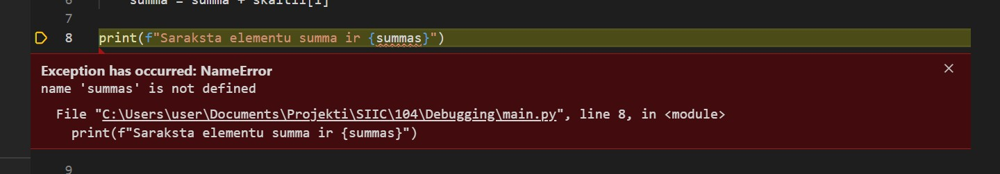 6 summa = summa + skaitli[i]
7
8 print(f"Saraksta elementu summa ir {summas}")
Exception has occurred: NameError
name 'summas' is not defined
File "C:\Users\user\Documents\Projekti\SIIC\104\Debugging\main.py", line 8, in <module>
print(f"Saraksta elementu summa ir {summas}")
9